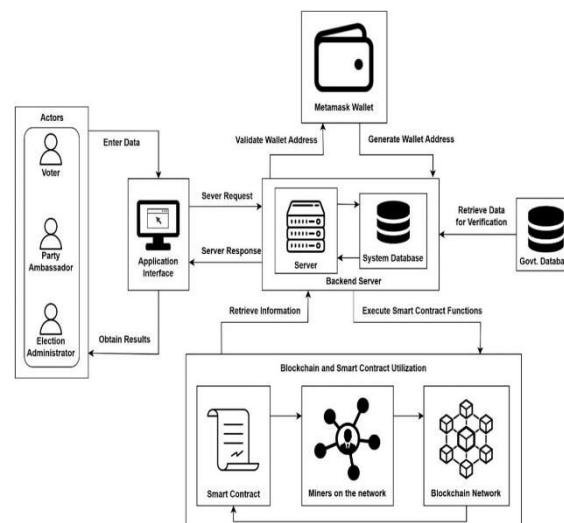 Metamask Wallet
Actors
Voter
Party
Ambassador
Election
Administrator
Enter Data
Obtain Results
Application
Interface
Sever Request
Server Response
Validate Wallet Address
Generate Wallet Address
Server
System Database
Backend Server
Retrieve Data
for Verification
Govt. Databas
Retrieve Information
Execute Smart Contract Functions
Blockchain and Smart Contract Utilization
Smart Contract
Miners on the network
Blockchain Network